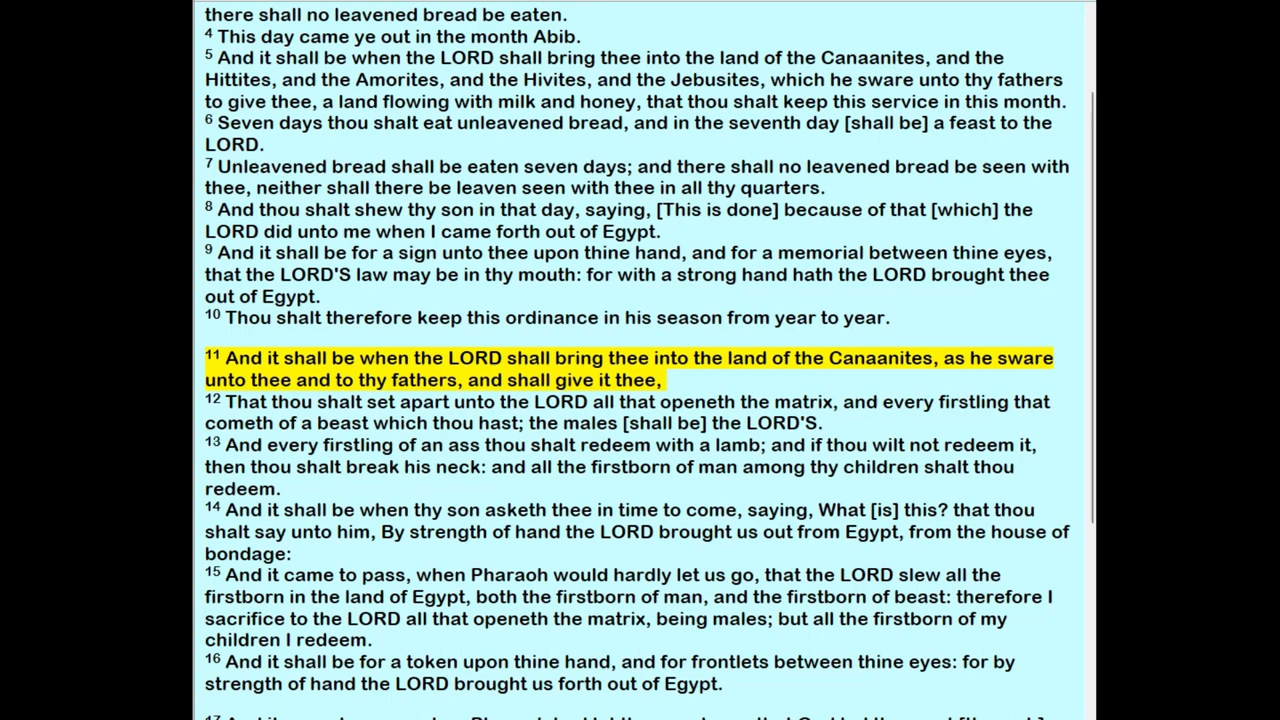 there shall no leavened bread be eaten.
4 This day came ye out in the month Abib.
5 And it shall be when the LORD shall bring thee into the land of the Canaanites, and the
Hittites, and the Amorites, and the Hivites, and the Jebusites, which he sware unto thy fathers
to give thee, a land flowing with milk and honey, that thou shalt keep this service in this month.
6 Seven days thou shalt eat unleavened bread, and in the seventh day [shall be] a feast to the
LORD.
7 Unleavened bread shall be eaten seven days; and there shall no leavened bread be seen with
thee, neither shall there be leaven seen with thee in all thy quarters.
8 And thou shalt shew thy son in that day, saying, [This is done] because of that [which] the
LORD did unto me when I came forth out of Egypt.
9 And it shall be for a sign unto thee upon thine hand, and for a memorial between thine eyes,
that the LORD'S law may be in thy mouth: for with a strong hand hath the LORD brought thee
out of Egypt.
10 Thou shalt therefore keep this ordinance in his season from year to year.
11 And it shall be when the LORD shall bring thee into the land of the Canaanites, as he sware
unto thee and to thy fathers, and shall give it thee,
12 That thou shalt set apart unto the LORD all that openeth the matrix, and every firstling that
cometh of a beast which thou hast; the males [shall be] the LORD'S.
13 And every firstling of an ass thou shalt redeem with a lamb; and if thou wilt not redeem it,
then thou shalt break his neck: and all the firstborn of man among thy children shalt thou
redeem.
14 And it shall be when thy son asketh thee in time to come, saying, What [is] this? that thou
shalt say unto him, By strength of hand the LORD brought us out from Egypt, from the house of
bondage:
15 And it came to pass, when Pharaoh would hardly let us go, that the LORD slew all the
firstborn in the land of Egypt, both the firstborn of man, and the firstborn of beast: therefore I
sacrifice to the LORD all that openeth the matrix, being males; but all the firstborn of my
children I redeem.
16 And it shall be for a token upon thine hand, and for frontlets between thine eyes: for by
strength of hand the LORD brought us forth out of Egypt.